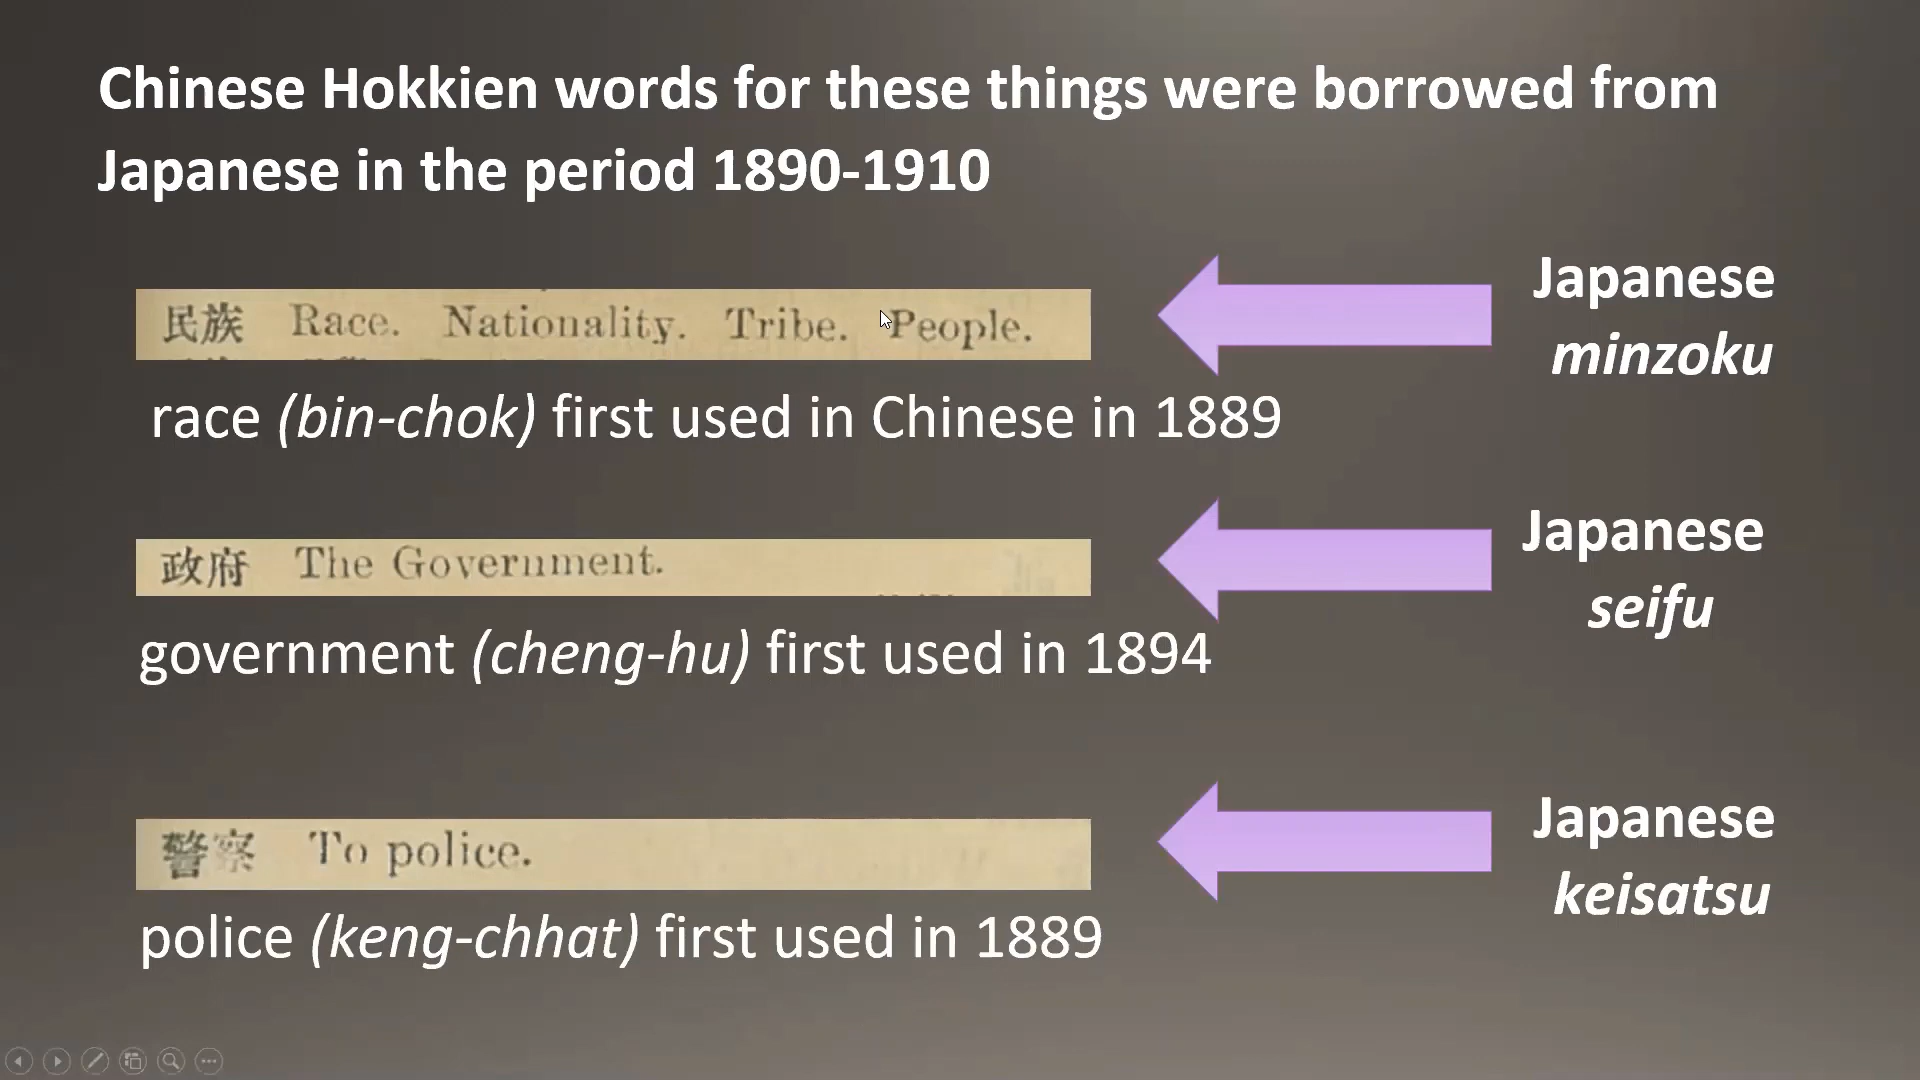 Chinese Hokkien words for these things were borrowed from
Japanese in the period 1890-1910
民族 Race. Nationality. Tribe. People.
Japanese
minzoku
race (bin-chok) first used in Chinese in 1889
政府 The Government.
Japanese
seifu
government (cheng-hu) first used in 1894
警察 To police.
Japanese
keisatsu
police (keng-chhat) first used in 1889